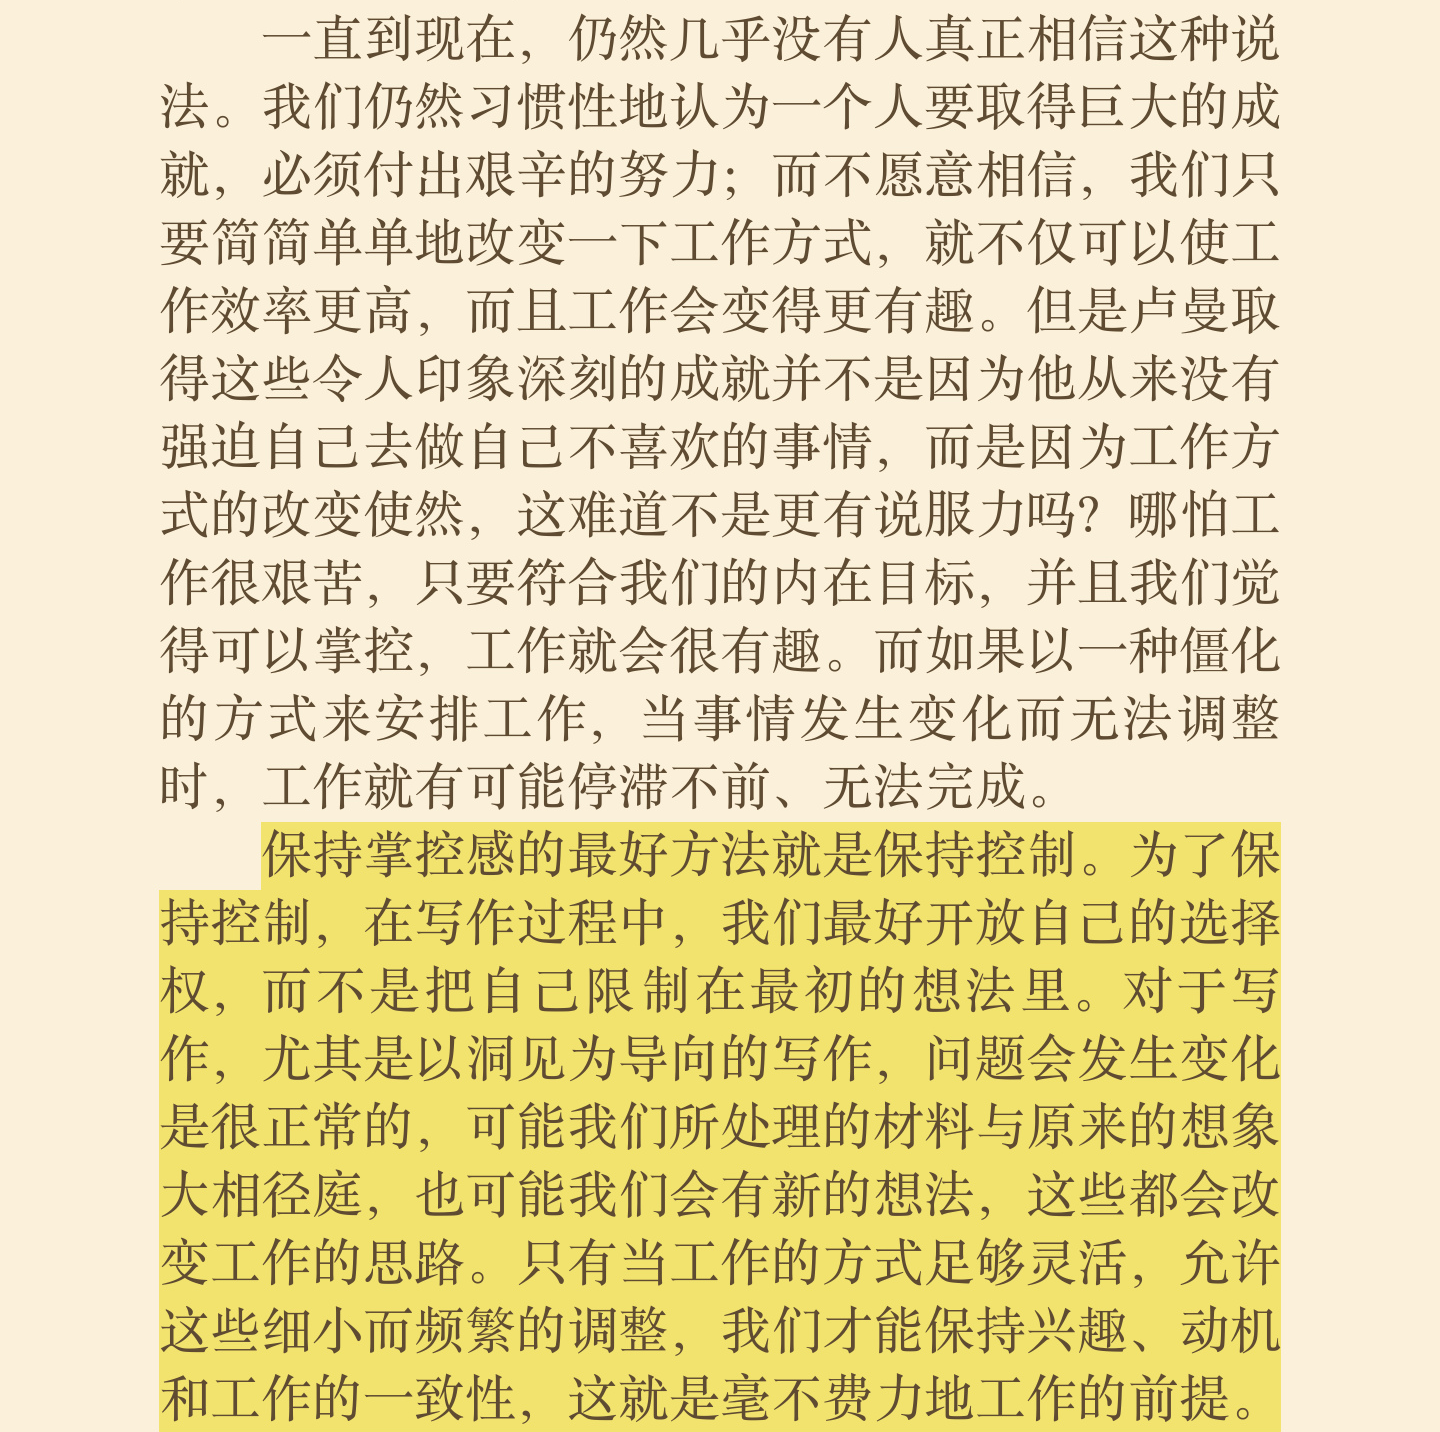 一直到现在，仍然几乎没有人真正相信这种说
法。我们仍然习惯性地认为一个人要取得巨大的成
就，必须付出艰辛的努力；而不愿意相信，我们只
要简简单单地改变一下工作方式，就不仅可以使工
作效率更高，而且工作会变得更有趣。但是卢曼取
得这些令人印象深刻的成就并不是因为他从来没有
强迫自己去做自己不喜欢的事情，而是因为工作方
式的改变使然，这难道不是更有说服力吗？哪怕工
作很艰苦，只要符合我们的内在目标，并且我们觉
得可以掌控，工作就会很有趣。而如果以一种僵化
的方式来安排工作，当事情发生变化而无法调整
时，工作就有可能停滞不前、无法完成。
保持掌控感的最好方法就是保持控制。为了保
持控制，在写作过程中，我们最好开放自己的选择
权，而不是把自己限制在最初的想法里。对于写
作，尤其是以洞见为导向的写作，问题会发生变化
是很正常的，可能我们所处理的材料与原来的想象
大相径庭，也可能我们会有新的想法，这些都会改
变工作的思路。只有当工作的方式足够灵活，允许
这些细小而频繁的调整，我们才能保持兴趣、动机
和工作的一致性，这就是毫不费力地工作的前提。